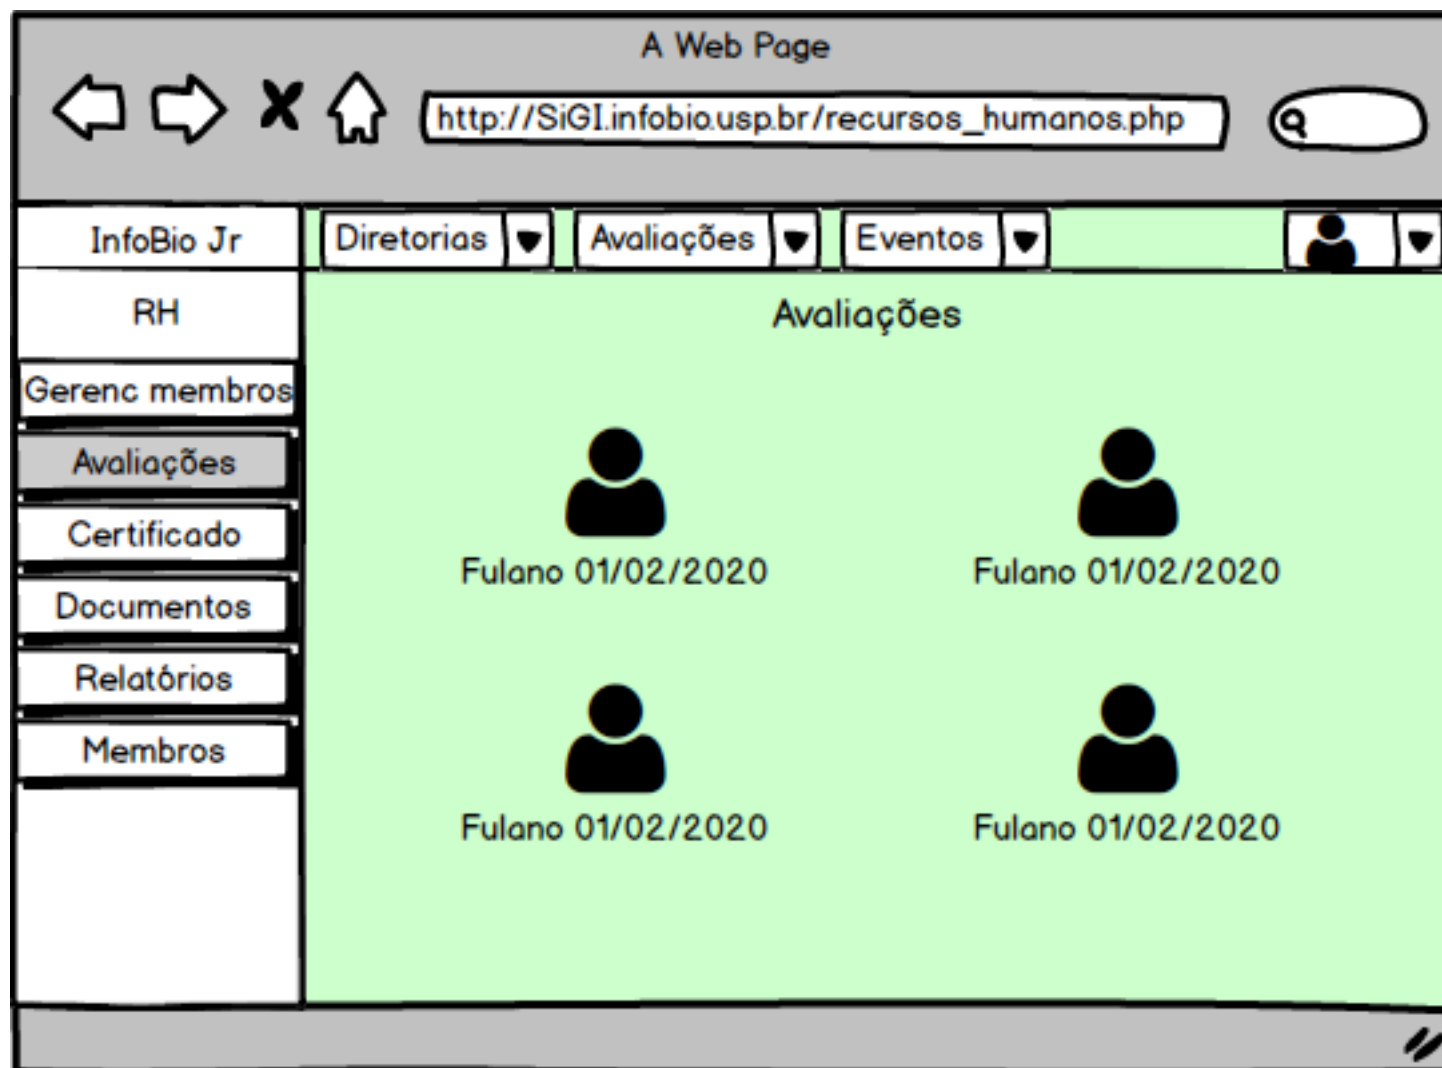 A Web Page
http://SiGI.infobio.usp.br/recursos_humanos.php
InfoBio Jr
Diretorias
Avaliações
Eventos
RH
Gerenc membros
Avaliações
Certificado
Documentos
Relatórios
Membros
Avaliações
Fulano 01/02/2020
Fulano 01/02/2020
Fulano 01/02/2020
Fulano 01/02/2020